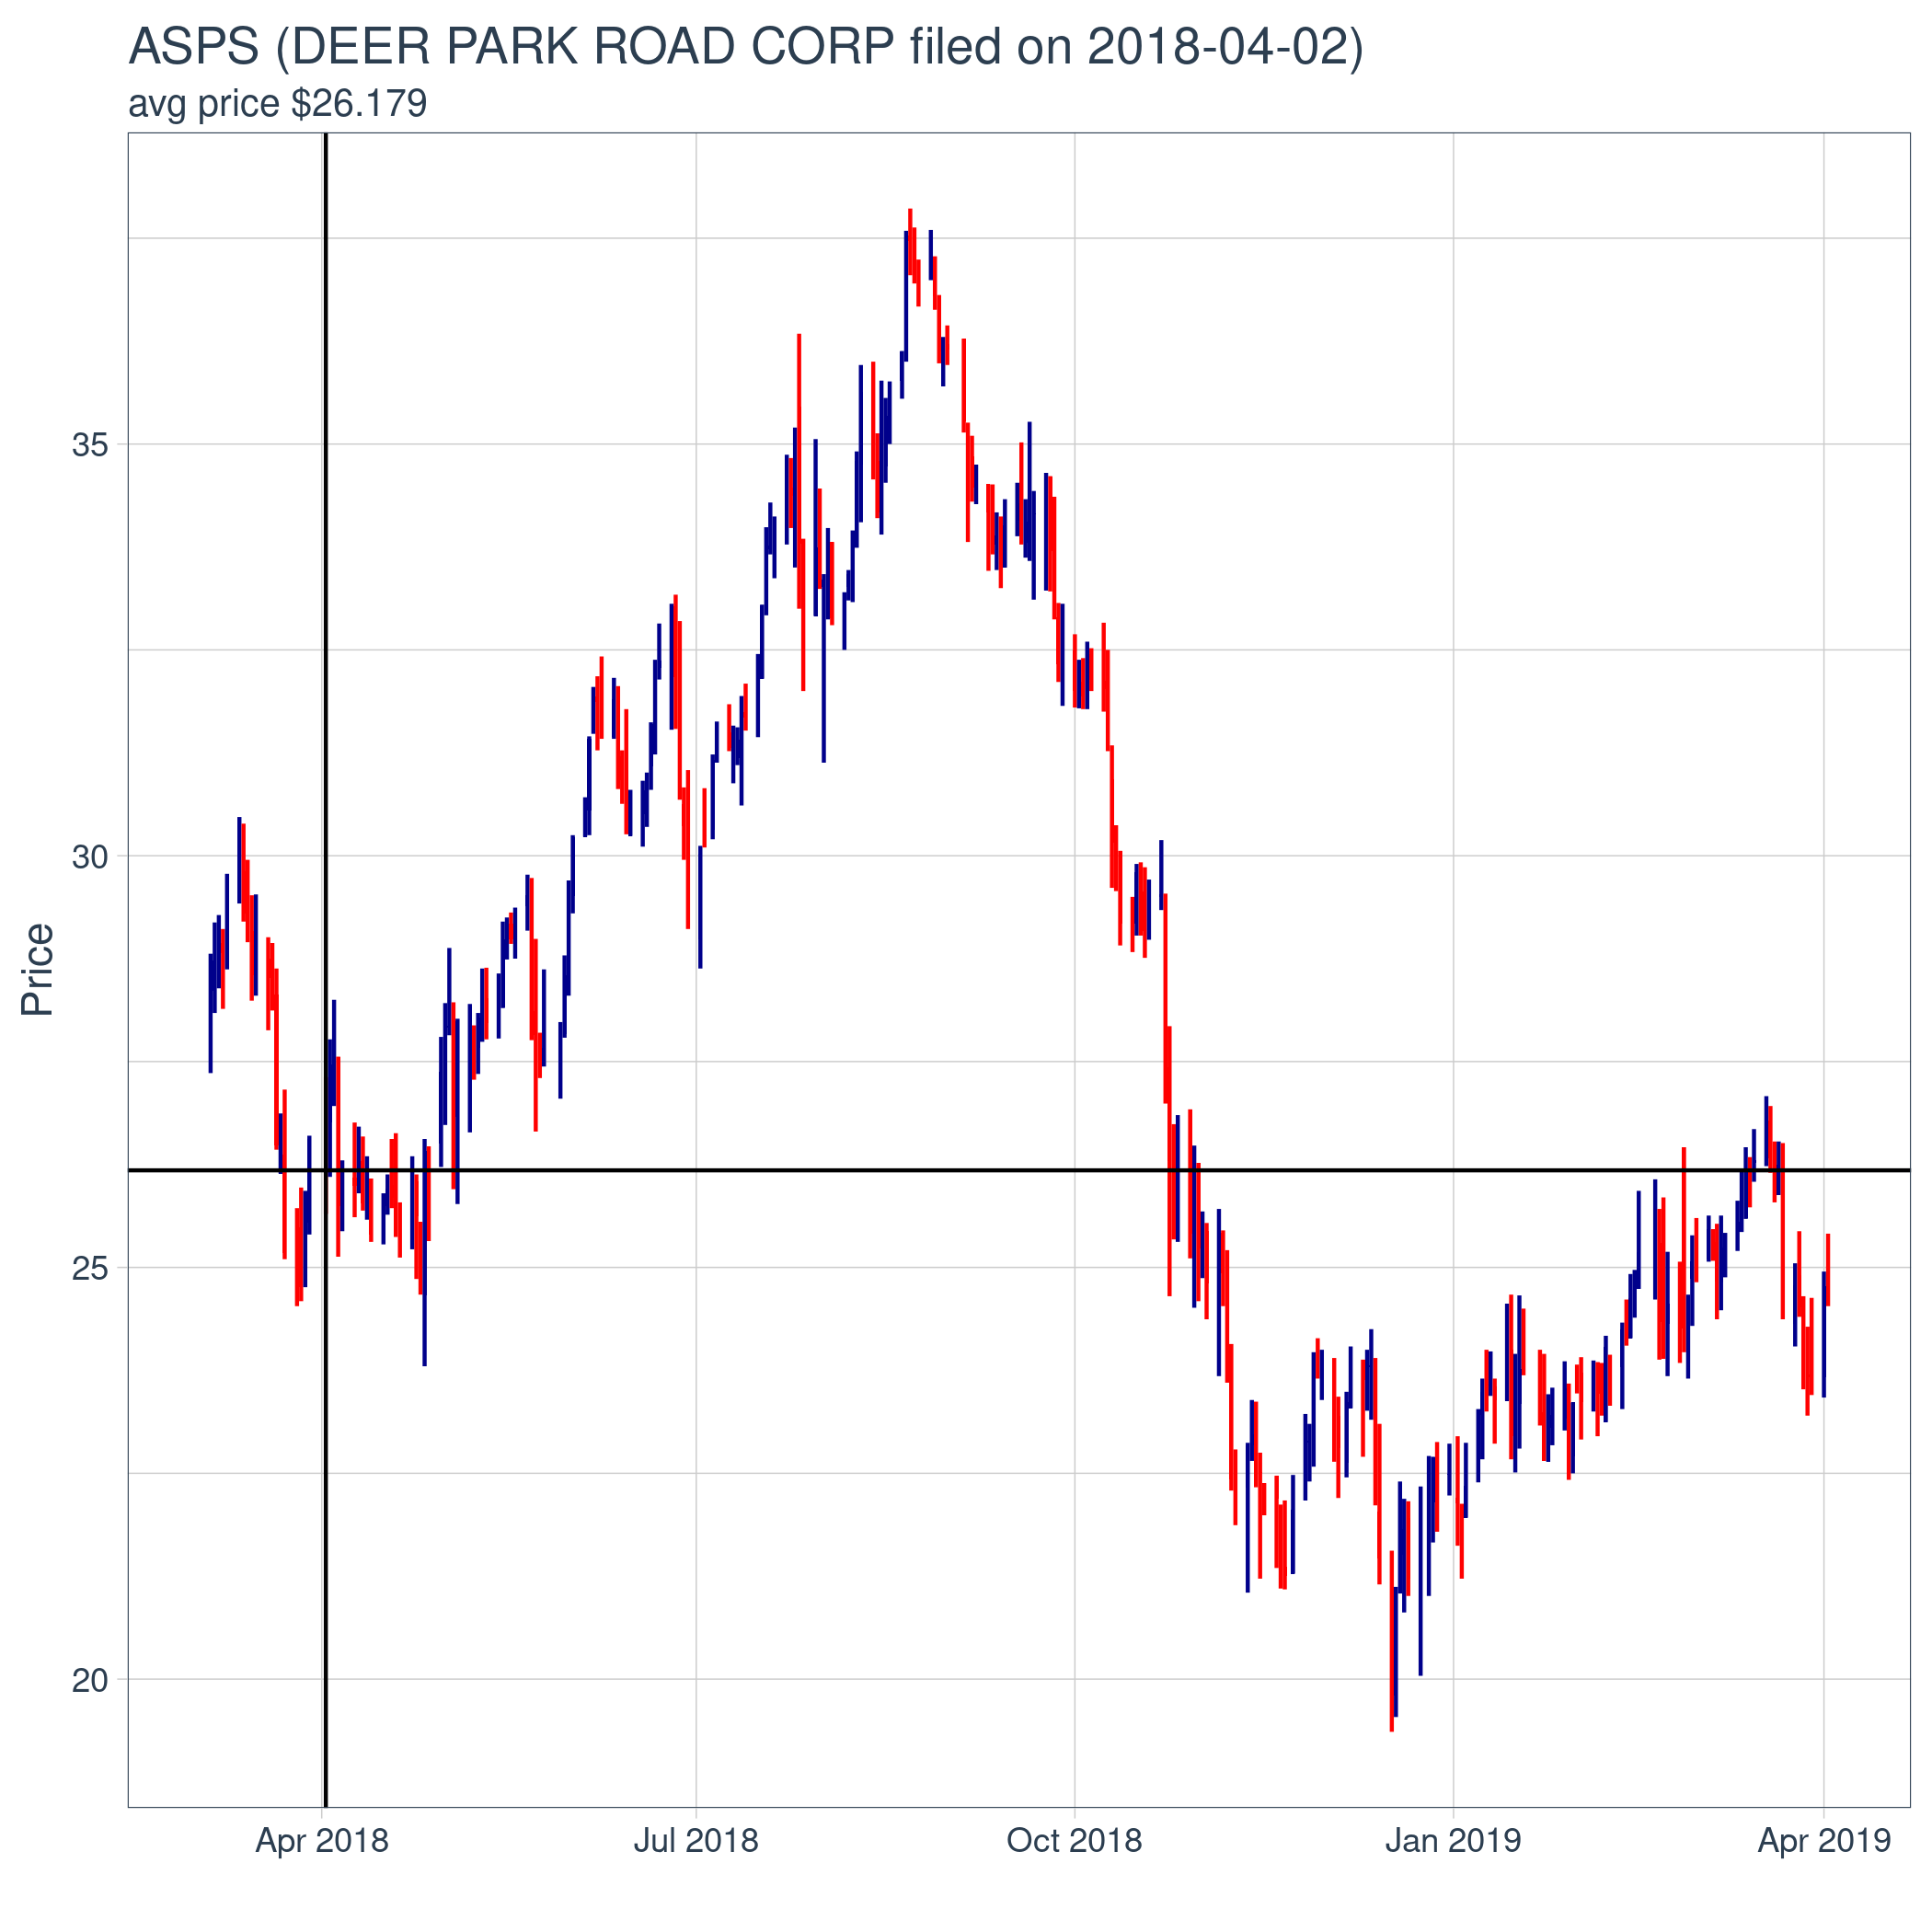 ASPS (DEER PARK ROAD CORP filed on 2018-04-02)
avg price $26.179
35
30
25
20
Price
Apr 2018
Jul 2018
Oct 2018
Jan 2019
Apr 2019